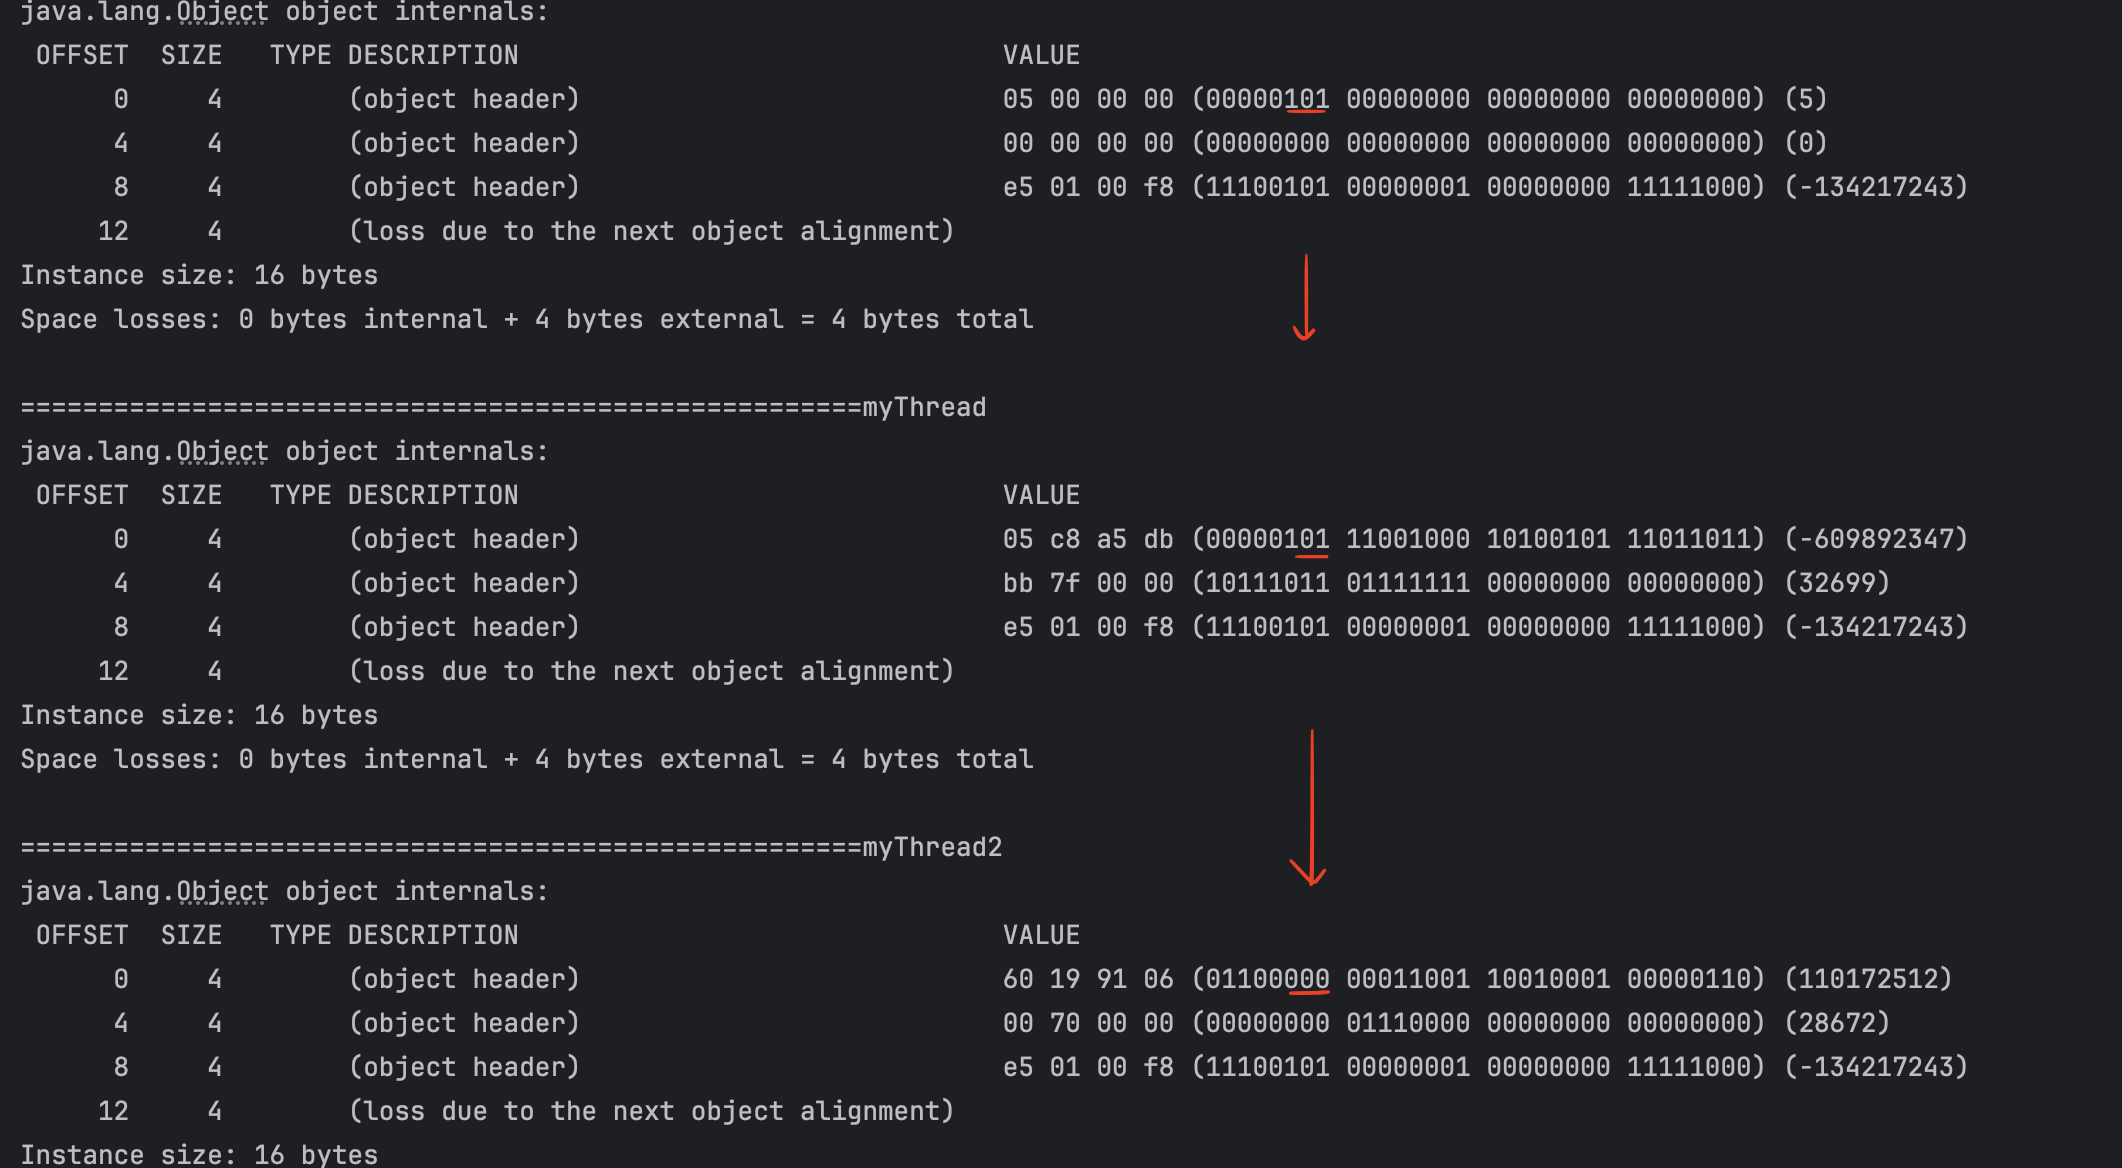 java.lang.Object object internals:
OFFSET  SIZE   TYPE DESCRIPTION                               VALUE
0     4        (object header)                           05 00 00 00 (00000101 00000000 00000000 00000000) (5)
4     4        (object header)                           00 00 00 00 (00000000 00000000 00000000 00000000) (0)
8     4        (object header)                           e5 01 00 f8 (11100101 00000001 00000000 11111000) (-134217243)
12     4        (loss due to the next object alignment)
Instance size: 16 bytes
Space losses: 0 bytes internal + 4 bytes external = 4 bytes total
======================================================myThread
java.lang.Object object internals:
OFFSET  SIZE   TYPE DESCRIPTION                               VALUE
0     4        (object header)                           05 c8 a5 db (00000101 11001000 10100101 11011011) (-609892347)
4     4        (object header)                           bb 7f 00 00 (10111011 01111111 00000000 00000000) (32699)
8     4        (object header)                           e5 01 00 f8 (11100101 00000001 00000000 11111000) (-134217243)
12     4        (loss due to the next object alignment)
Instance size: 16 bytes
Space losses: 0 bytes internal + 4 bytes external = 4 bytes total
======================================================myThread2
java.lang.Object object internals:
OFFSET  SIZE   TYPE DESCRIPTION                               VALUE
0     4        (object header)                           60 19 91 06 (01100000 00011001 10010001 00000110) (110172512)
4     4        (object header)                           00 70 00 00 (00000000 01110000 00000000 00000000) (28672)
8     4        (object header)                           e5 01 00 f8 (11100101 00000001 00000000 11111000) (-134217243)
12     4        (loss due to the next object alignment)
Instance size: 16 bytes